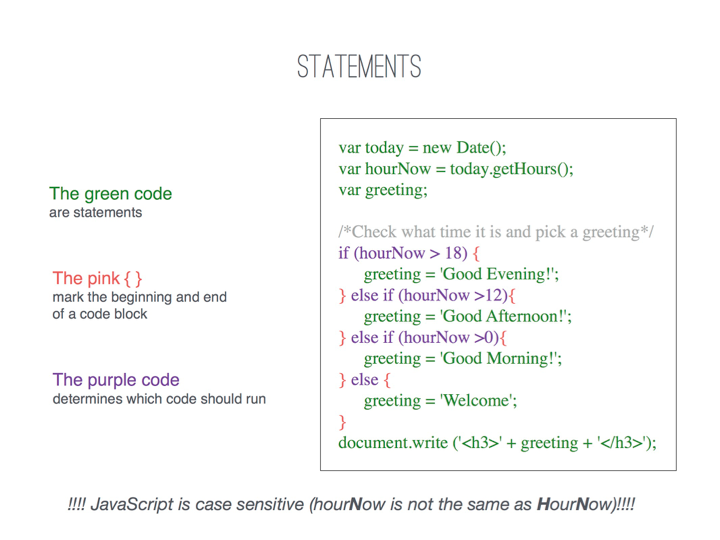 STATEMENTS
The green code
are statements
The pink { }
mark the beginning and end
of a code block
The purple code
determines which code should run
var today = new Date();
var hourNow = today.getHours();
var greeting;
/*Check what time it is and pick a greeting*/
if (hourNow > 18) {
greeting = 'Good Evening!';
} else if (hourNow >12){
greeting = 'Good Afternoon!';
} else if (hourNow >0){
greeting = 'Good Morning!';
} else {
greeting = 'Welcome';
}
document.write ('<h3>' + greeting + '</h3>');
!!!! JavaScript is case sensitive (hourNow is not the same as HourNow)!!!!